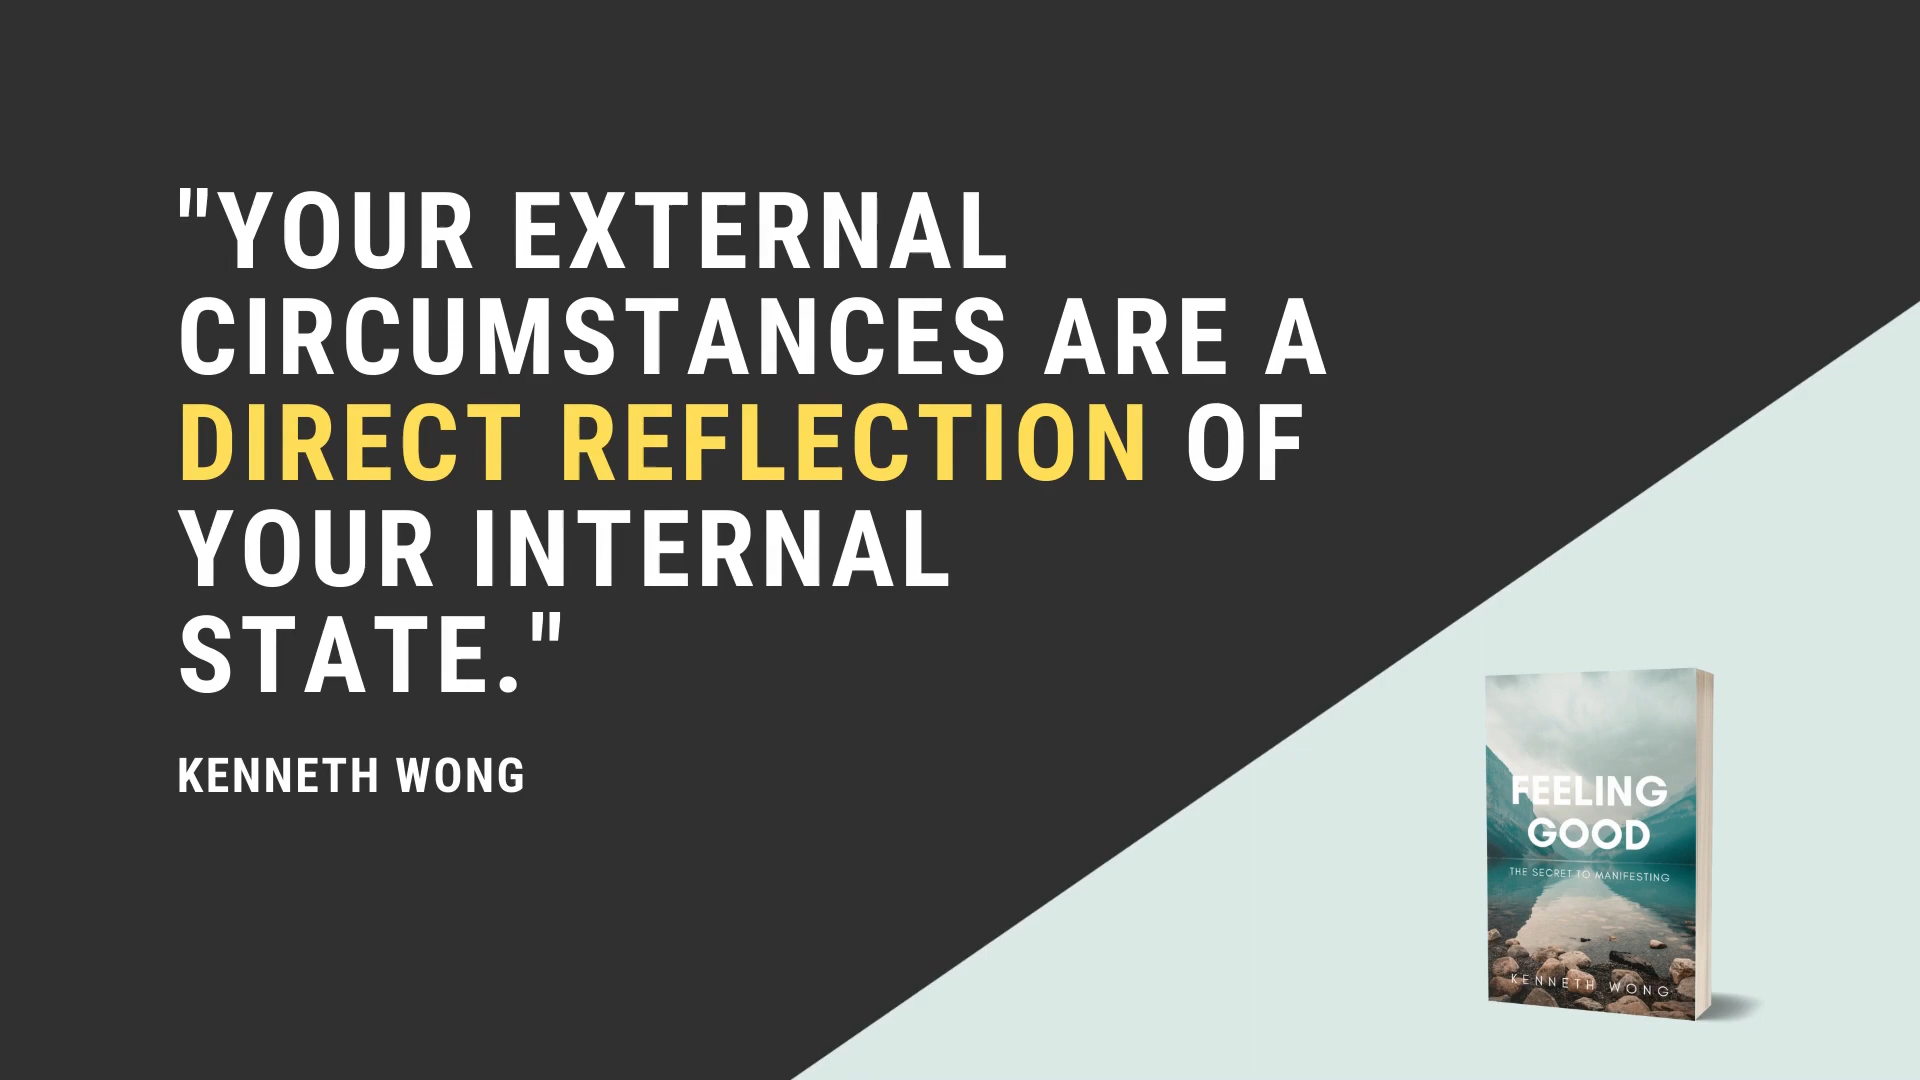 "YOUR EXTERNAL
CIRCUMSTANCES ARE A
DIRECT REFLECTION OF
YOUR INTERNAL
STATE."
KENNETH WONG
FEELING
GOOD
THE SECRET TO MANIFESTING
KENNETH WONG